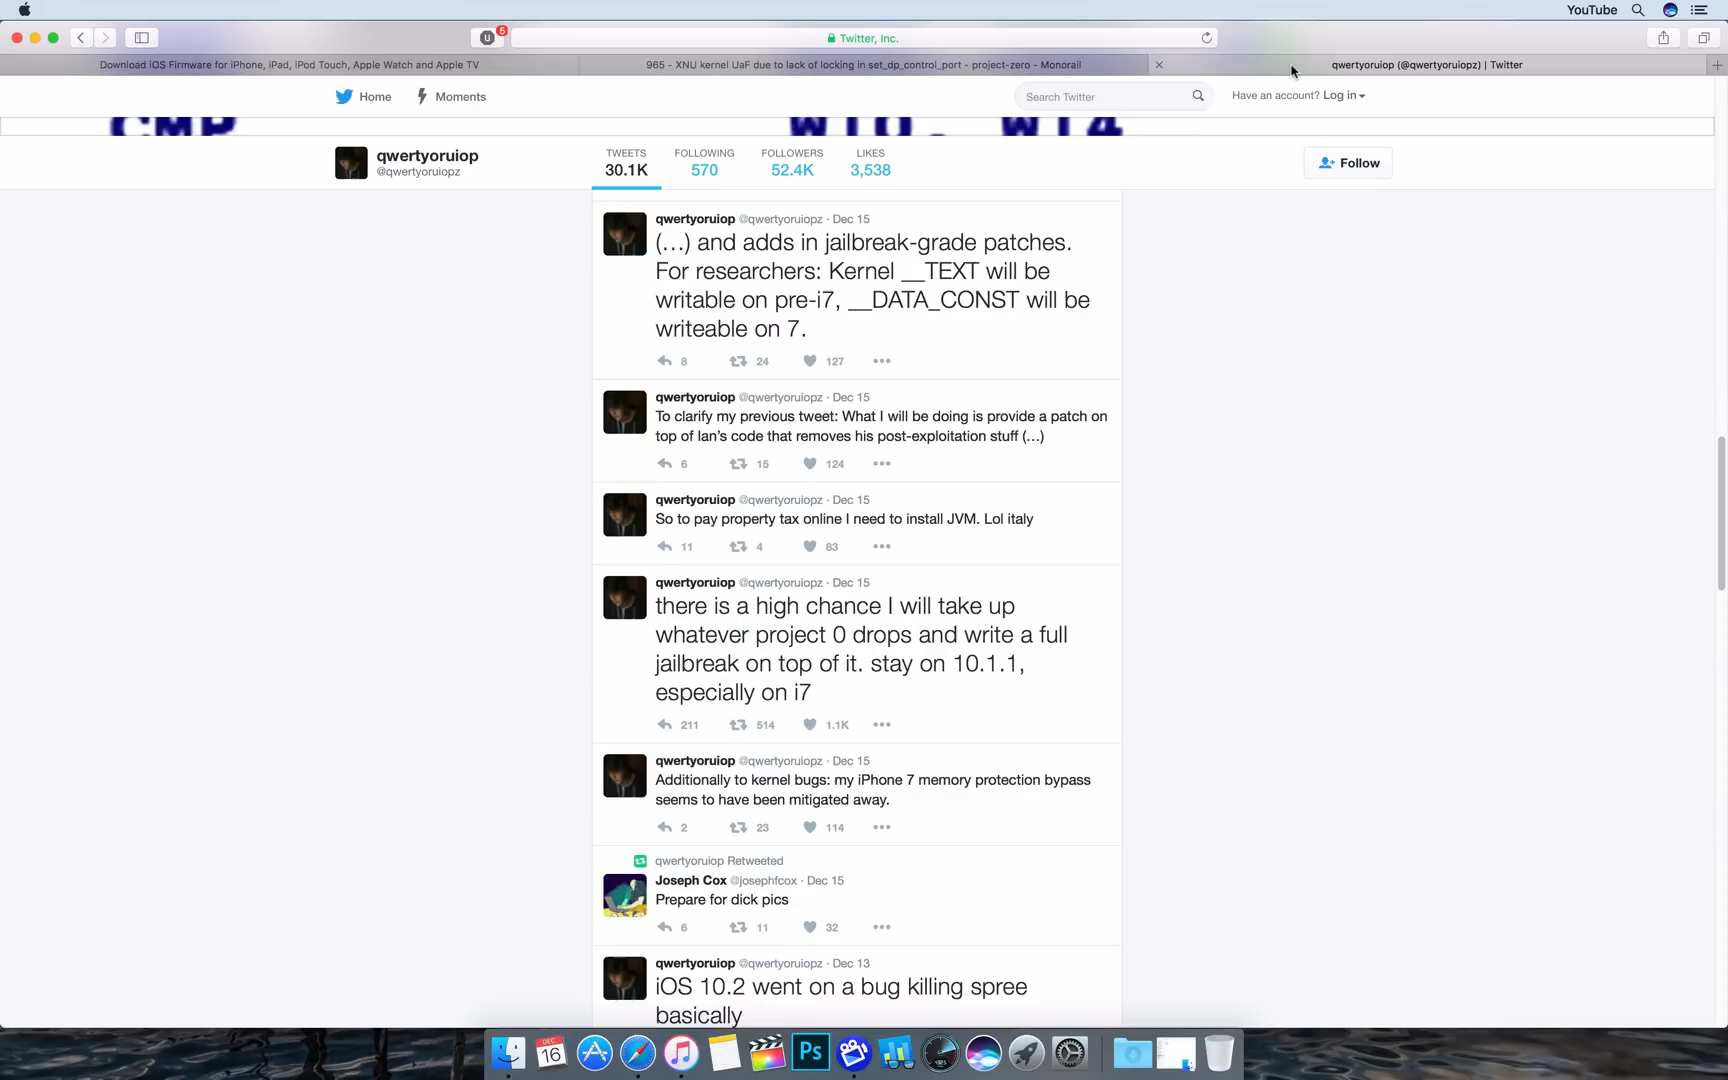 YouTube
5
Twitter, Inc.
Download iOS Firmware for iPhone, iPad, iPod Touch, Apple Watch and Apple TV
965 - XNU kernel UaF due to lack of locking in set_dp_control_port - project-zero - Monorail
qwertyoruiop (@qwertyoruiopz) | Twitter
Home
Moments
Search Twitter
Have an account? Log in
CMP
W10, W14
qwertyoruiop
@qwertyoruiopz
TWEETS
30.1K
FOLLOWING
570
FOLLOWERS
52.4K
LIKES
3,538
Follow
qwertyoruiop @qwertyoruiopz · Dec 15
(...) and adds in jailbreak-grade patches.
For researchers: Kernel __TEXT will be
writable on pre-i7, __DATA_CONST will be
writeable on 7.
8 24 127
qwertyoruiop @qwertyoruiopz · Dec 15
To clarify my previous tweet: What I will be doing is provide a patch on
top of Ian's code that removes his post-exploitation stuff (...)
6 15 124
qwertyoruiop @qwertyoruiopz · Dec 15
So to pay property tax online I need to install JVM. Lol italy
11 4 83
qwertyoruiop @qwertyoruiopz · Dec 15
there is a high chance I will take up
whatever project 0 drops and write a full
jailbreak on top of it. stay on 10.1.1,
especially on i7
211 514 1.1K
qwertyoruiop @qwertyoruiopz · Dec 15
Additionally to kernel bugs: my iPhone 7 memory protection bypass
seems to have been mitigated away.
2 23 114
qwertyoruiop Retweeted
Joseph Cox @josephfcox · Dec 15
Prepare for dick pics
6 11 32
qwertyoruiop @qwertyoruiopz · Dec 13
iOS 10.2 went on a bug killing spree
basically
DEC
16
Ps